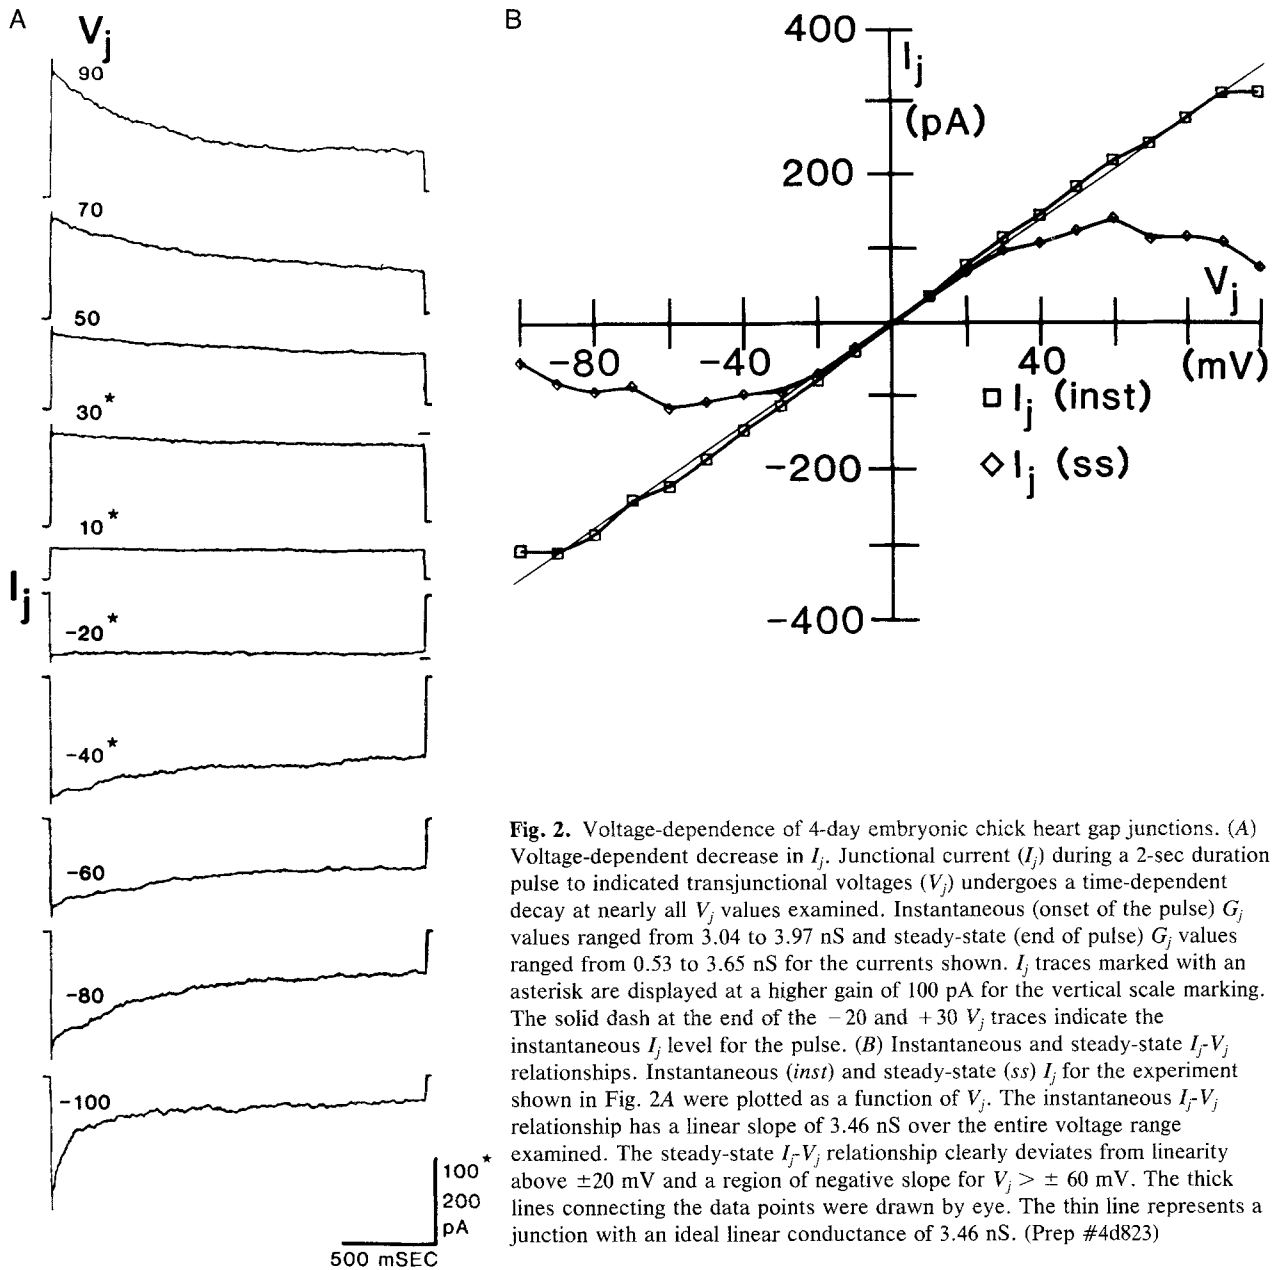 A
V j
90
70
50
30 *
10 *
I j
-20 *
-40 *
-60
-80
-100
100 *
200
pA
500 mSEC
B
400
I j
(pA)
200
V j
-80
-40
40
(mV)
□ I j (inst)
-200
◇ I j (ss)
-400
Fig. 2. Voltage-dependence of 4-day embryonic chick heart gap junctions. (A)
Voltage-dependent decrease in Ij. Junctional current (Ij) during a 2-sec duration
pulse to indicated transjunctional voltages (Vj) undergoes a time-dependent
decay at nearly all Vj values examined. Instantaneous (onset of the pulse) Gj
values ranged from 3.04 to 3.97 nS and steady-state (end of pulse) Gj values
ranged from 0.53 to 3.65 nS for the currents shown. Ij traces marked with an
asterisk are displayed at a higher gain of 100 pA for the vertical scale marking.
The solid dash at the end of the −20 and +30 Vj traces indicate the
instantaneous Ij level for the pulse. (B) Instantaneous and steady-state Ij-Vj
relationships. Instantaneous (inst) and steady-state (ss) Ij for the experiment
shown in Fig. 2A were plotted as a function of Vj. The instantaneous Ij-Vj
relationship has a linear slope of 3.46 nS over the entire voltage range
examined. The steady-state Ij-Vj relationship clearly deviates from linearity
above ±20 mV and a region of negative slope for Vj > ± 60 mV. The thick
lines connecting the data points were drawn by eye. The thin line represents a
junction with an ideal linear conductance of 3.46 nS. (Prep #4d823)